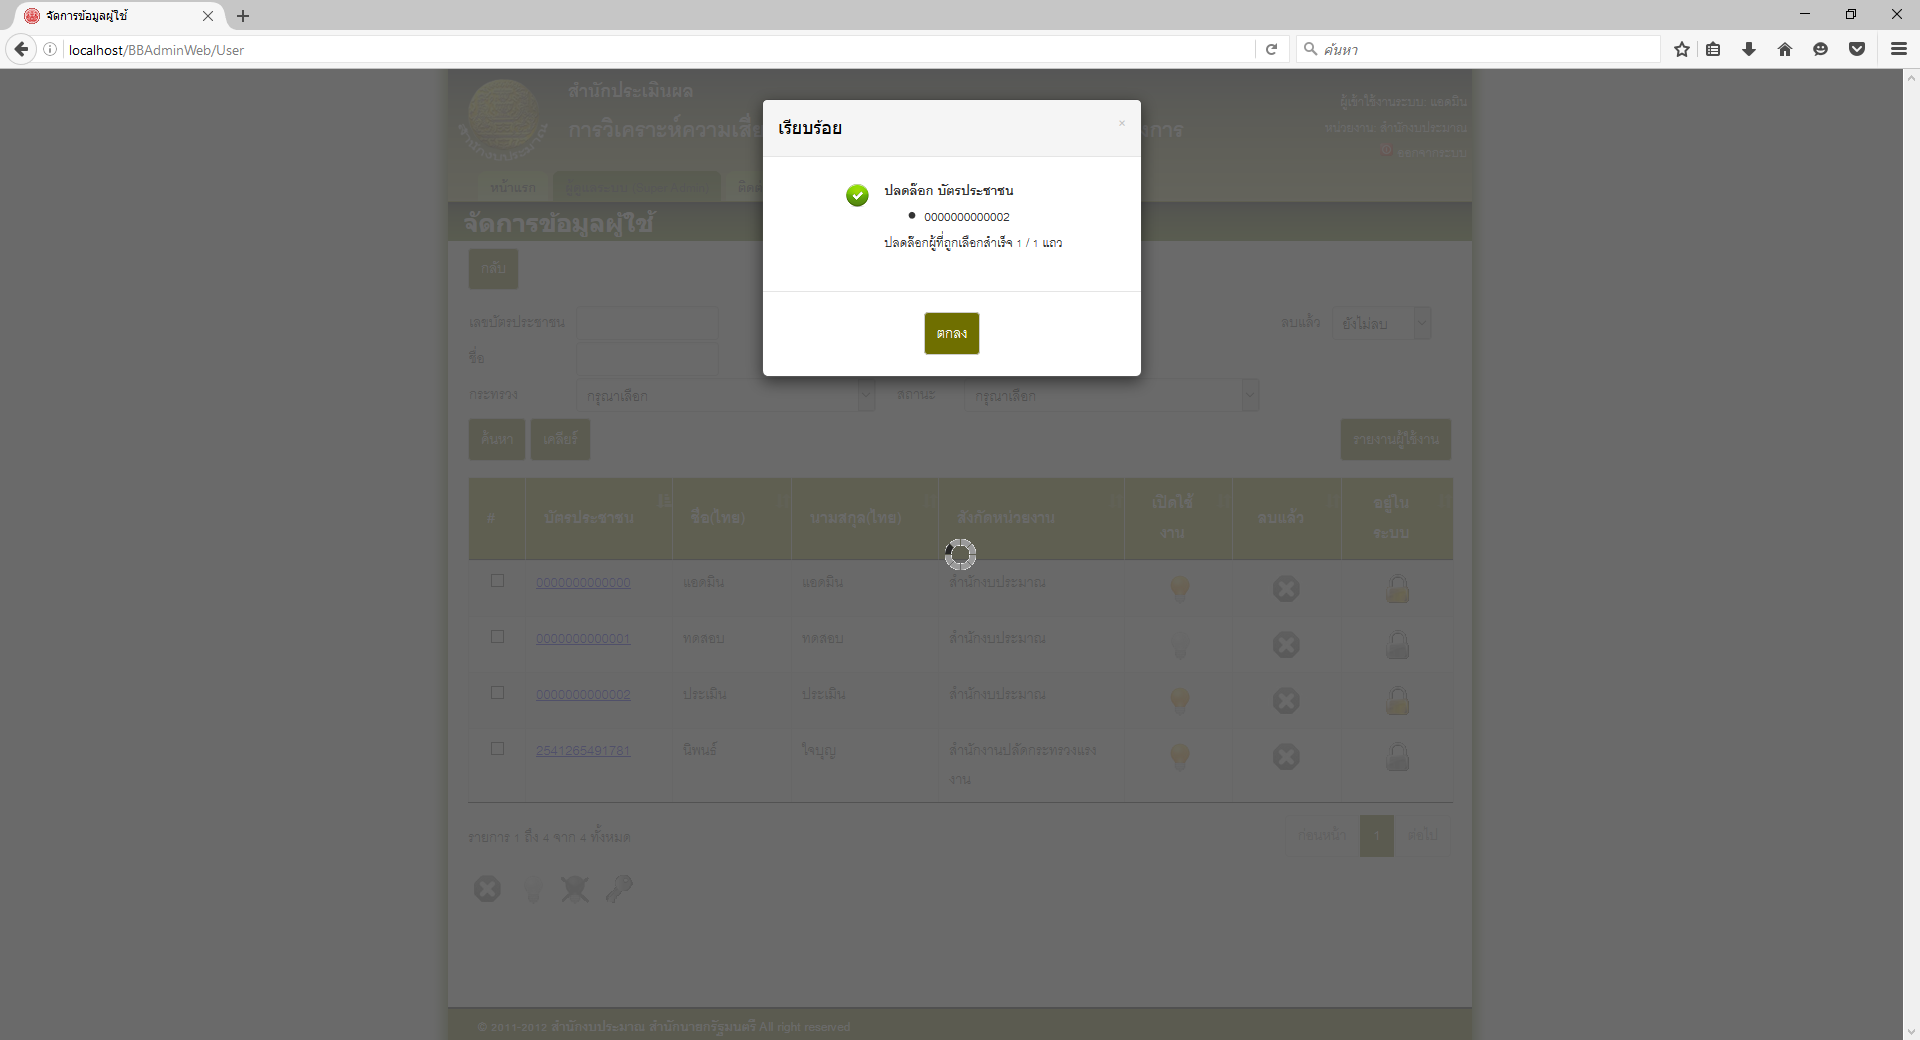 จัดการข้อมูลผู้ใช้
localhost/BBAdminWeb/User
ค้นหา
สำนักประเมินผล
การวิเคราะห์ความเสี่
งการ
ผู้เข้าใช้งานระบบ: แอดมิน
หน่วยงาน: สำนักงบประมาณ
ออกจากระบบ
สำนักงบประมาณ
หน้าแรก
จัดการข้อมูลผู้ใช้
เรียบร้อย
×
ปลดล๊อก บัตรประชาชน
0000000000002
ปลดล๊อกผู้ที่ถูกเลือกสำเร็จ 1 / 1 แถว
ตกลง
กลับ
เลขบัตรประชาชน
ลบแล้ว ยังไม่ลบ
ชื่อ
กระทรวง กรุณาเลือก สถานะ กรุณาเลือก
ค้นหา เคลียร์ รายงานผู้ใช้งาน
# บัตรประชาชน ชื่อ(ไทย) นามสกุล(ไทย) สังกัดหน่วยงาน เปิดใช้งาน ลบแล้ว อยู่ในระบบ
0000000000000 แอดมิน แอดมิน สำนักงบประมาณ
0000000000001 ทดสอบ ทดสอบ สำนักงบประมาณ
0000000000002 ประเมิน ประเมิน สำนักงบประมาณ
2541265491781 นิพนธ์ ใจบุญ สำนักงานปลัดกระทรวงแรงงาน
รายการ 1 ถึง 4 จาก 4 ทั้งหมด
ก่อนหน้า 1 ต่อไป
© 2011-2012 สำนักงบประมาณ สำนักนายกรัฐมนตรี All right reserved